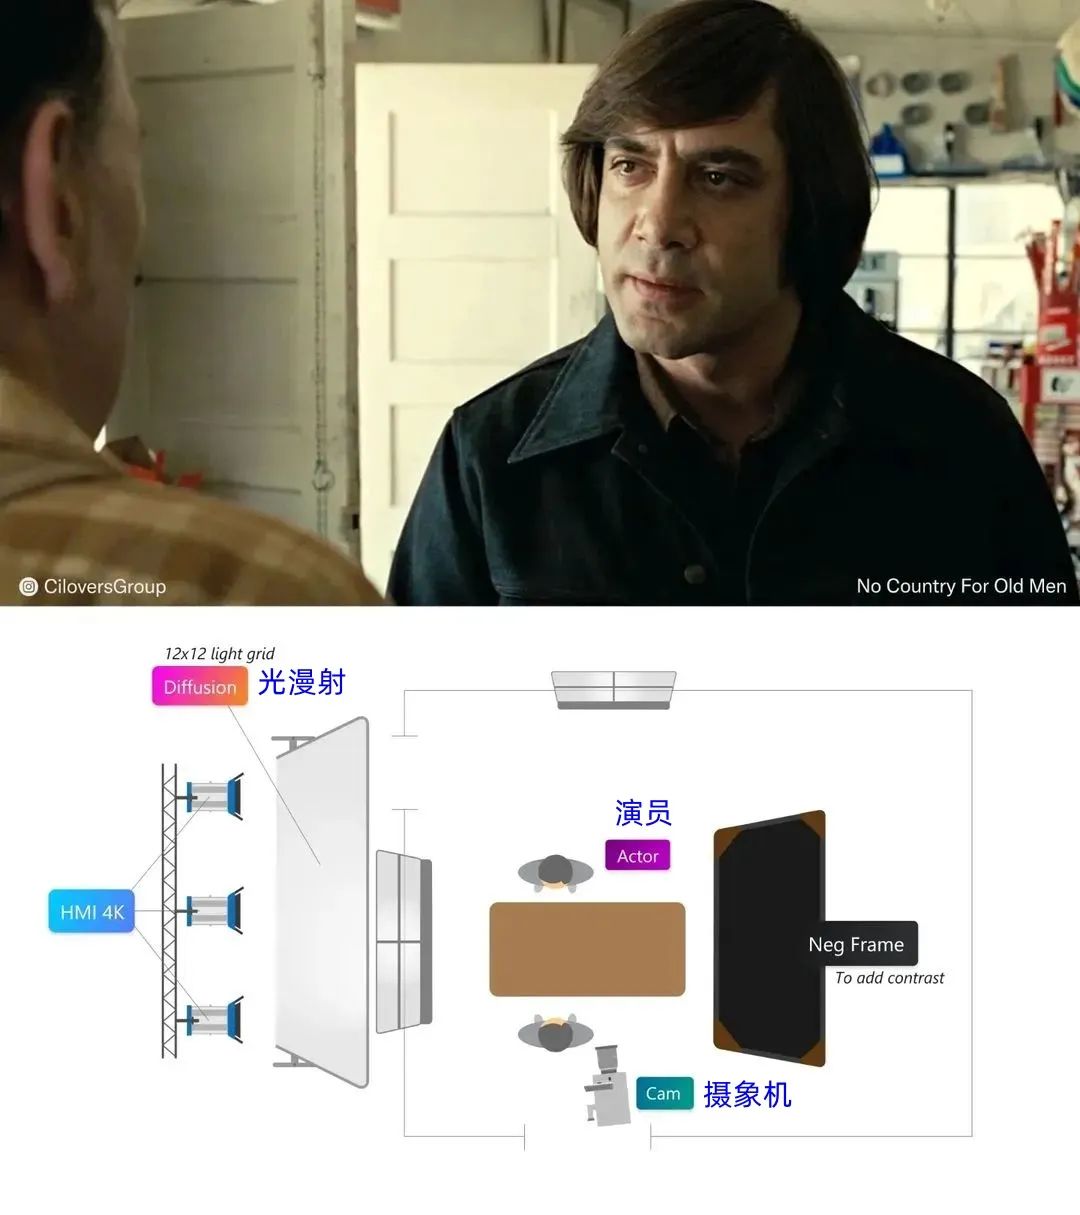 CiloversGroup
No Country For Old Men
12x12 light grid
Diffusion 光漫射
演员
Actor
HMI 4K
Neg Frame
To add contrast
Cam 摄象机